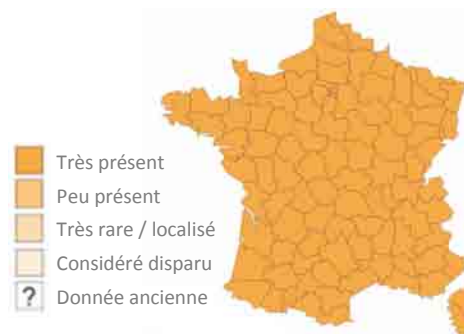 Très présent
Peu présent
Très rare / localisé
Considéré disparu
? Donnée ancienne